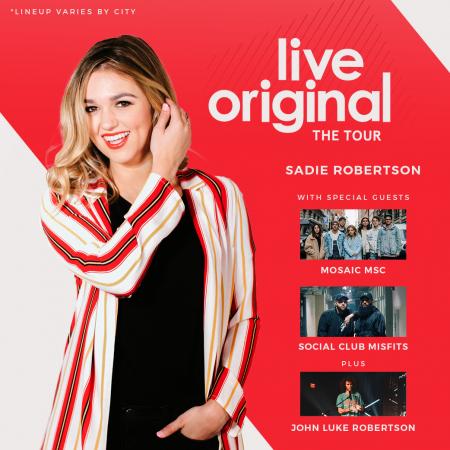 *LINEUP VARIES BY CITY
live
original
THE TOUR
SADIE ROBERTSON
WITH SPECIAL GUESTS
MOSAIC MSC
SOCIAL CLUB MISFITS
PLUS
JOHN LUKE ROBERTSON